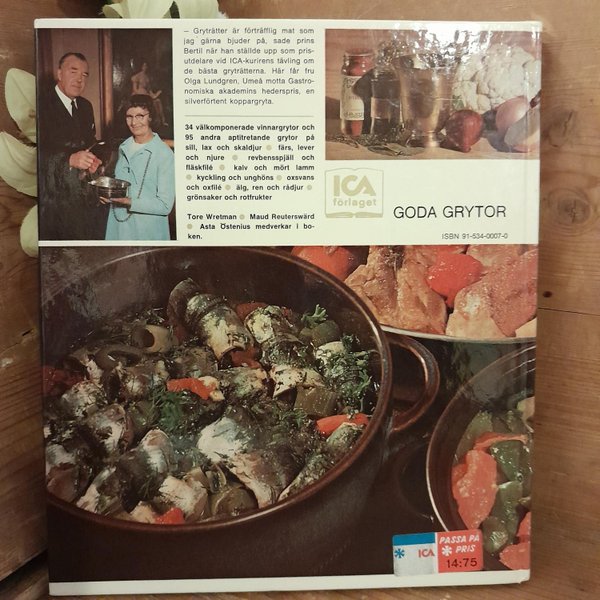 — Gryträtter är förträfflig mat som
jag gärna bjuder på, sade prins
Bertil när han ställde upp som pris-
utdelare vid ICA-kurirens tävling om
de bästa gryträtterna. Här får fru
Olga Lundgren, Umeå motta Gastro-
nomiska akademins hederspris, en
silverförtent koppargryta.
34 välkomponerade vinnargrytor och
95 andra aptitretande grytor på
sill, lax och skaldjur ● färs, lever
och njure ● revbensspjäll och
fläskfilé ● kalv och mört lamm
● kyckling och unghöns ● oxsvans
och oxfilé ● älg, ren och rådjur ●
grönsaker och rotfrukter
Tore Wretman ● Maud Reuterswärd
● Asta Östenius medverkar i bo-
ken.
ICA
förlaget
GODA GRYTOR
ISBN 91-534-0007-0
ICA
PASSA PÅ
PRIS
14:75